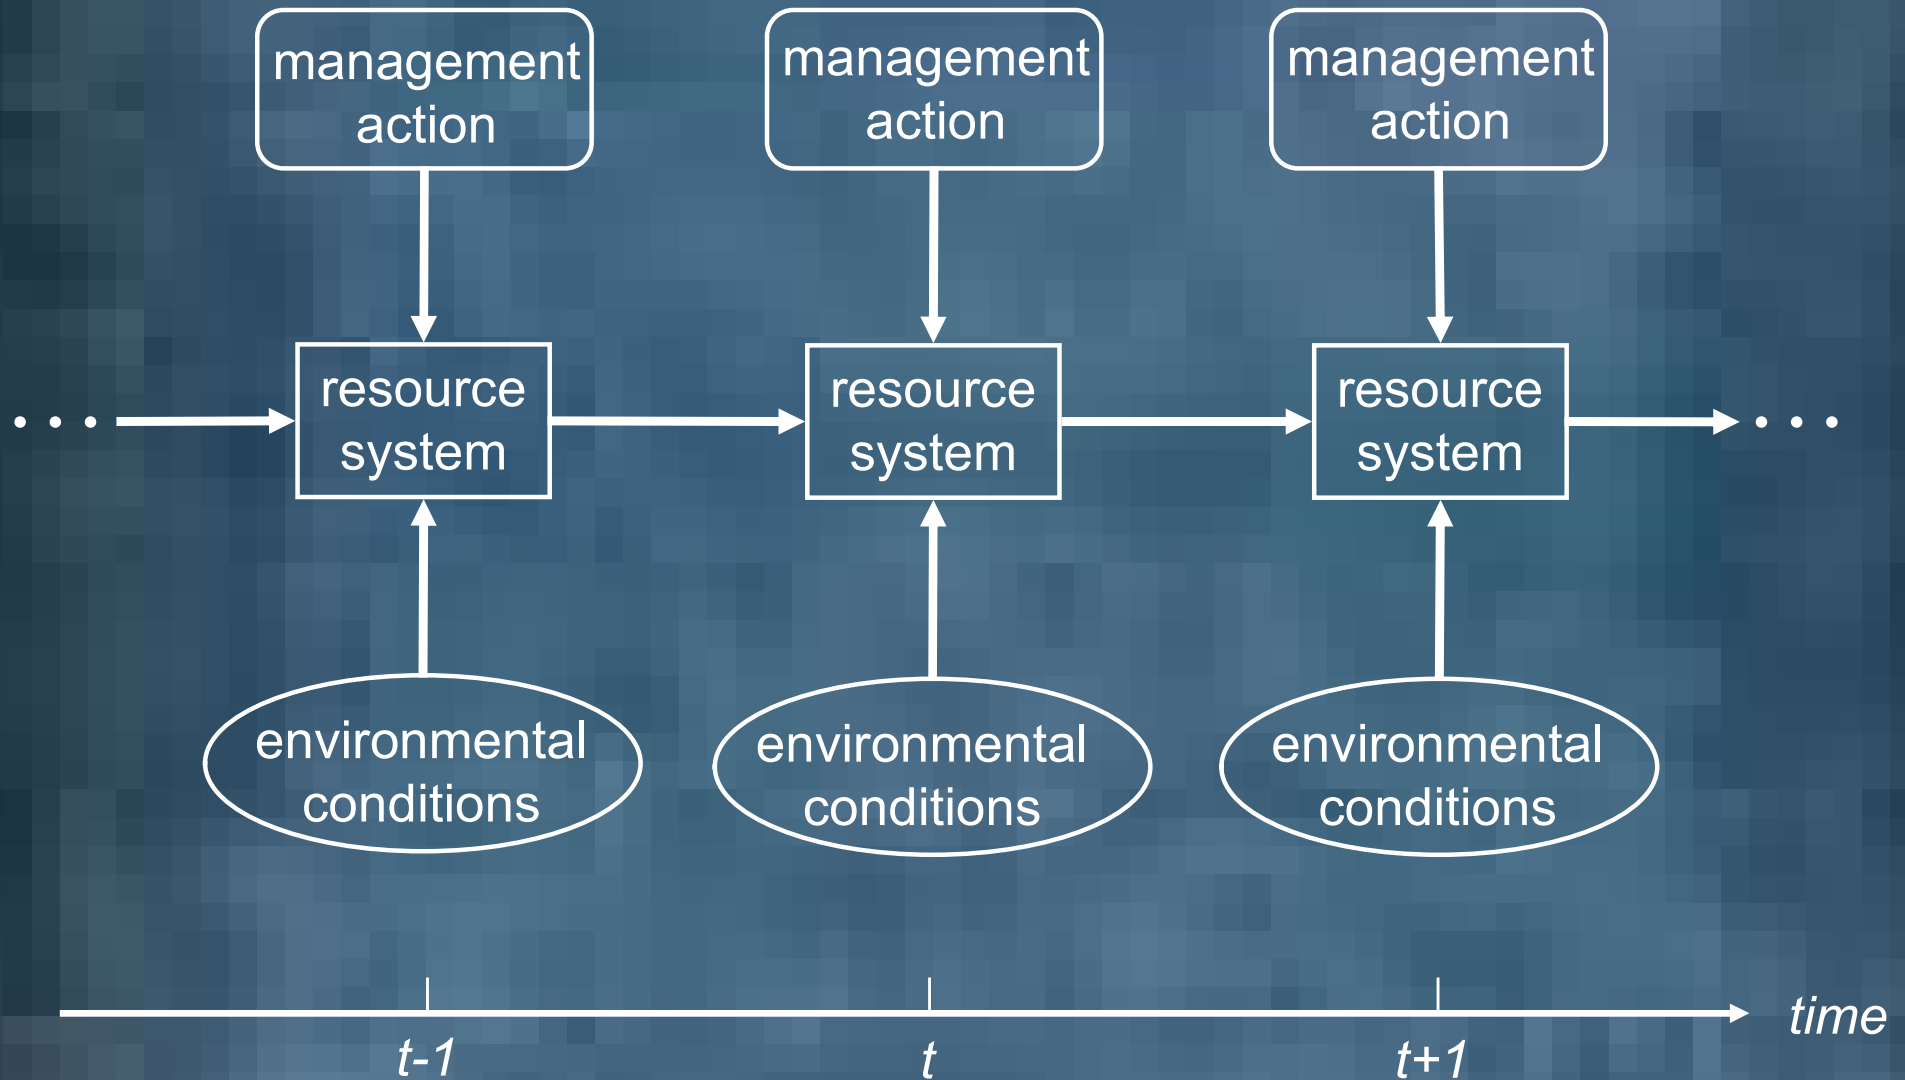 management
action
management
action
management
action
. . .
resource
system
resource
system
resource
system
. . .
environmental
conditions
environmental
conditions
environmental
conditions
time
t-1
t
t+1